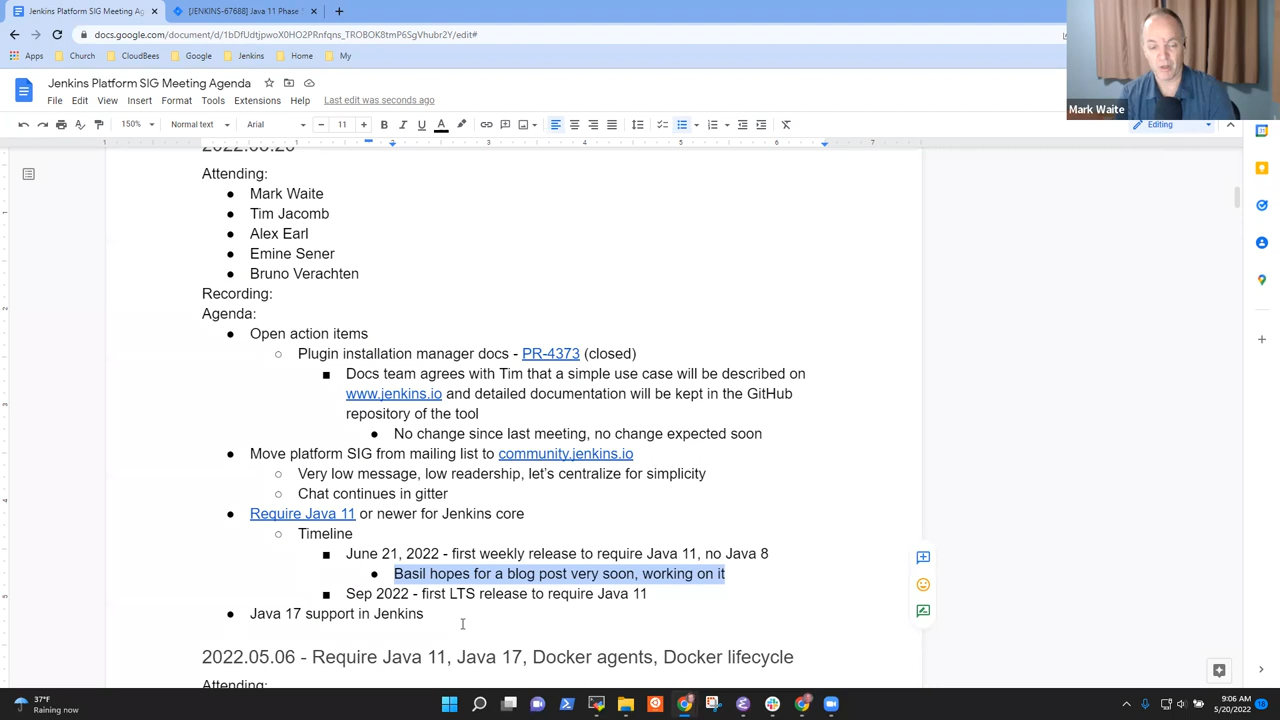 Jenkins Platform SIG Meeting Ag
[JENKINS-67688] Java 11 Phase
docs.google.com/document/d/1bDfUdtjpwoX0HO2PRnfqns_TROBOK8tmP6SgVhubr2Y/edit#
Apps Church CloudBees Google Jenkins Home My
Jenkins Platform SIG Meeting Agenda
File Edit View Insert Format Tools Extensions Help Last edit was seconds ago
Mark Waite
150% Normal text Arial 11 Editing
1 3 4 5 6 7
2022.05.20
Attending:
● Mark Waite
● Tim Jacomb
● Alex Earl
● Emine Sener
● Bruno Verachten
Recording:
Agenda:
● Open action items
○ Plugin installation manager docs - PR-4373 (closed)
■ Docs team agrees with Tim that a simple use case will be described on
www.jenkins.io and detailed documentation will be kept in the GitHub
repository of the tool
● No change since last meeting, no change expected soon
● Move platform SIG from mailing list to community.jenkins.io
○ Very low message, low readership, let's centralize for simplicity
○ Chat continues in gitter
● Require Java 11 or newer for Jenkins core
○ Timeline
■ June 21, 2022 - first weekly release to require Java 11, no Java 8
● Basil hopes for a blog post very soon, working on it
■ Sep 2022 - first LTS release to require Java 11
● Java 17 support in Jenkins
2022.05.06 - Require Java 11, Java 17, Docker agents, Docker lifecycle
Attending:
37°F
Raining now
9:06 AM
5/20/2022